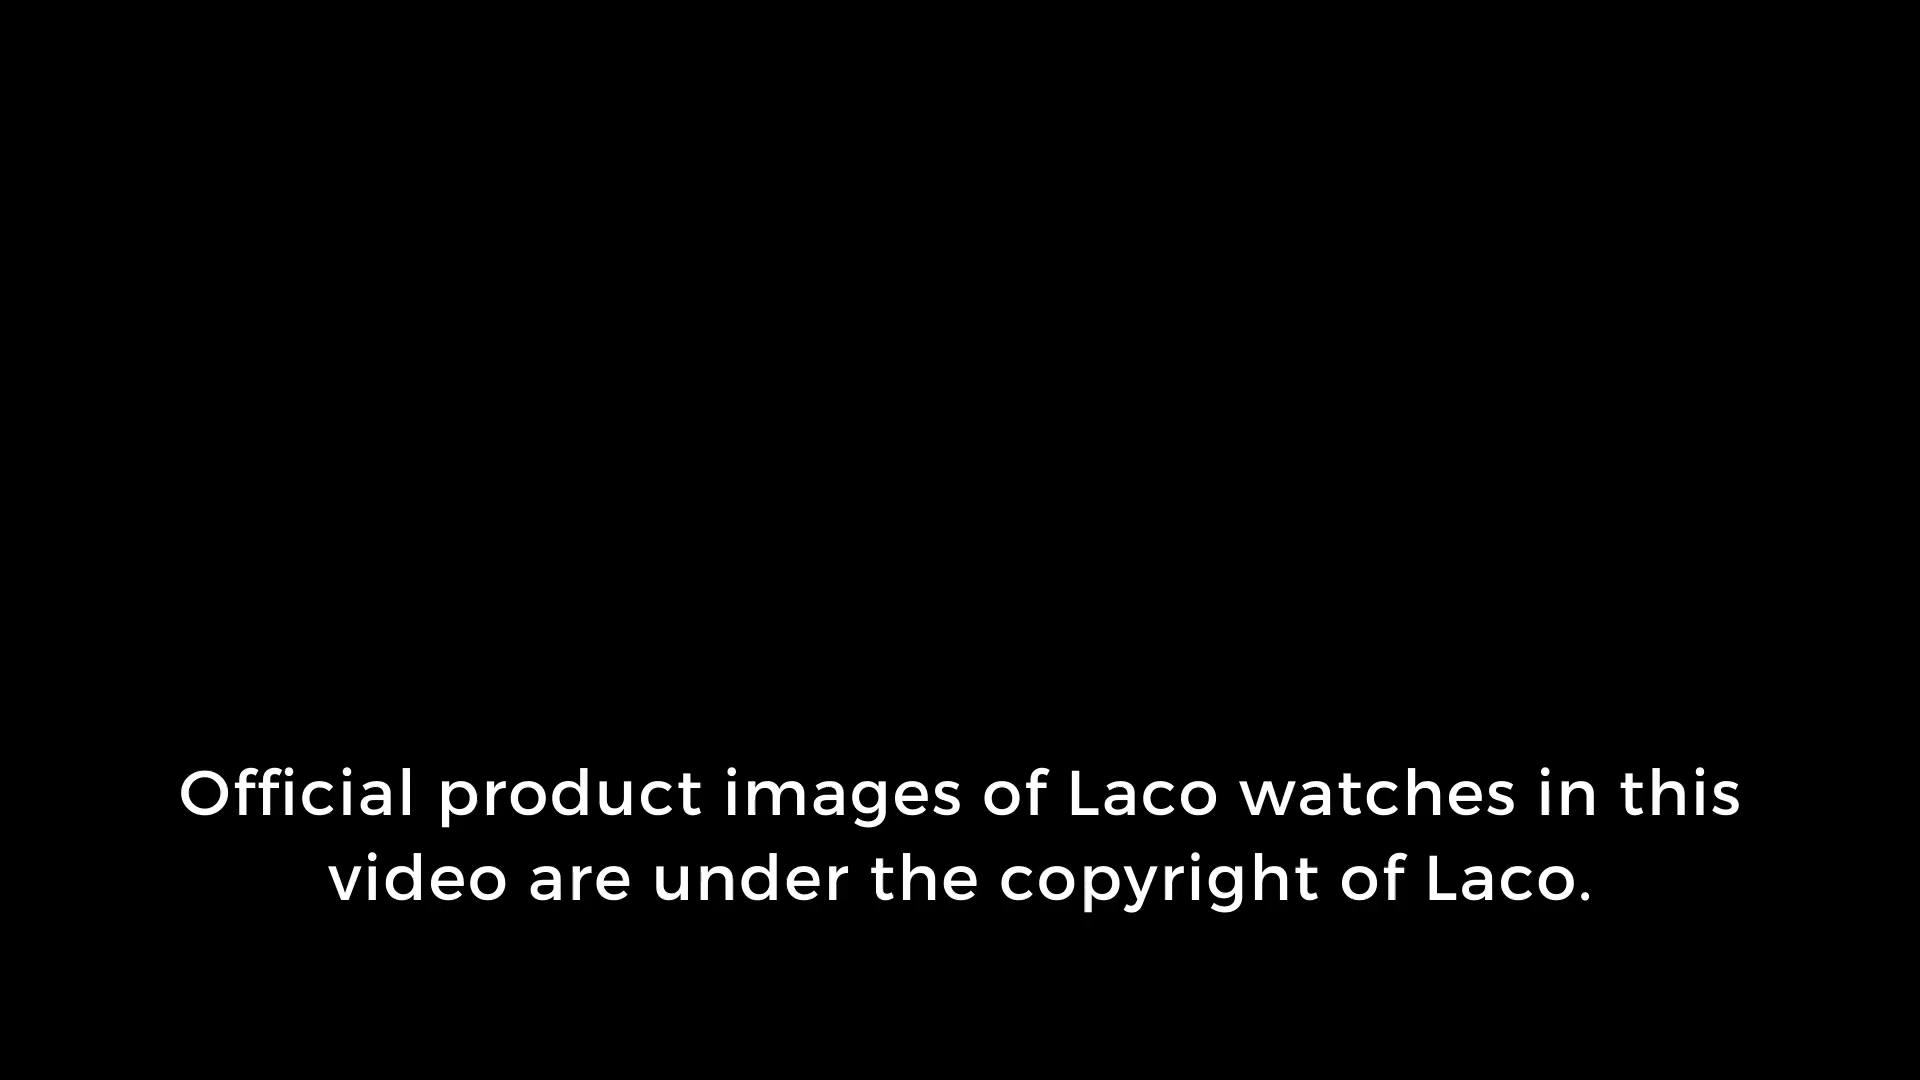 Official product images of Laco watches in this
video are under the copyright of Laco.